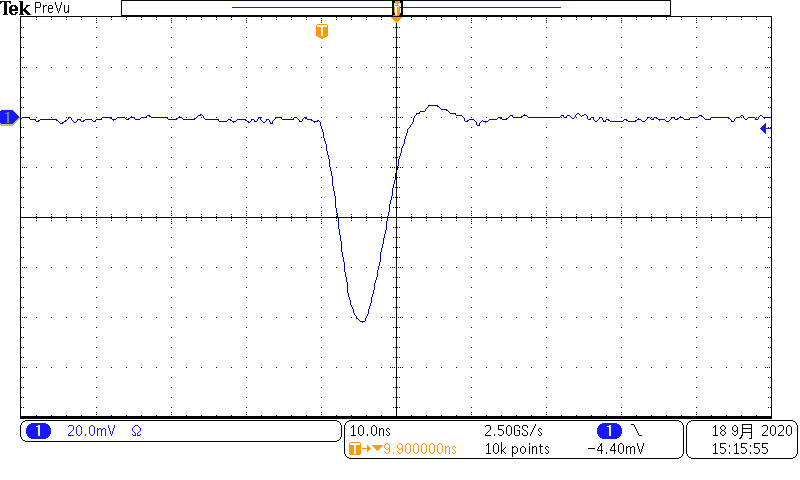 Tek PreVu
T
T
1
1 20.0mV Ω
10.0ns 2.50GS/s 1
T→▼9.900000ns 10k points −4.40mV
18 9月 2020
15:15:55